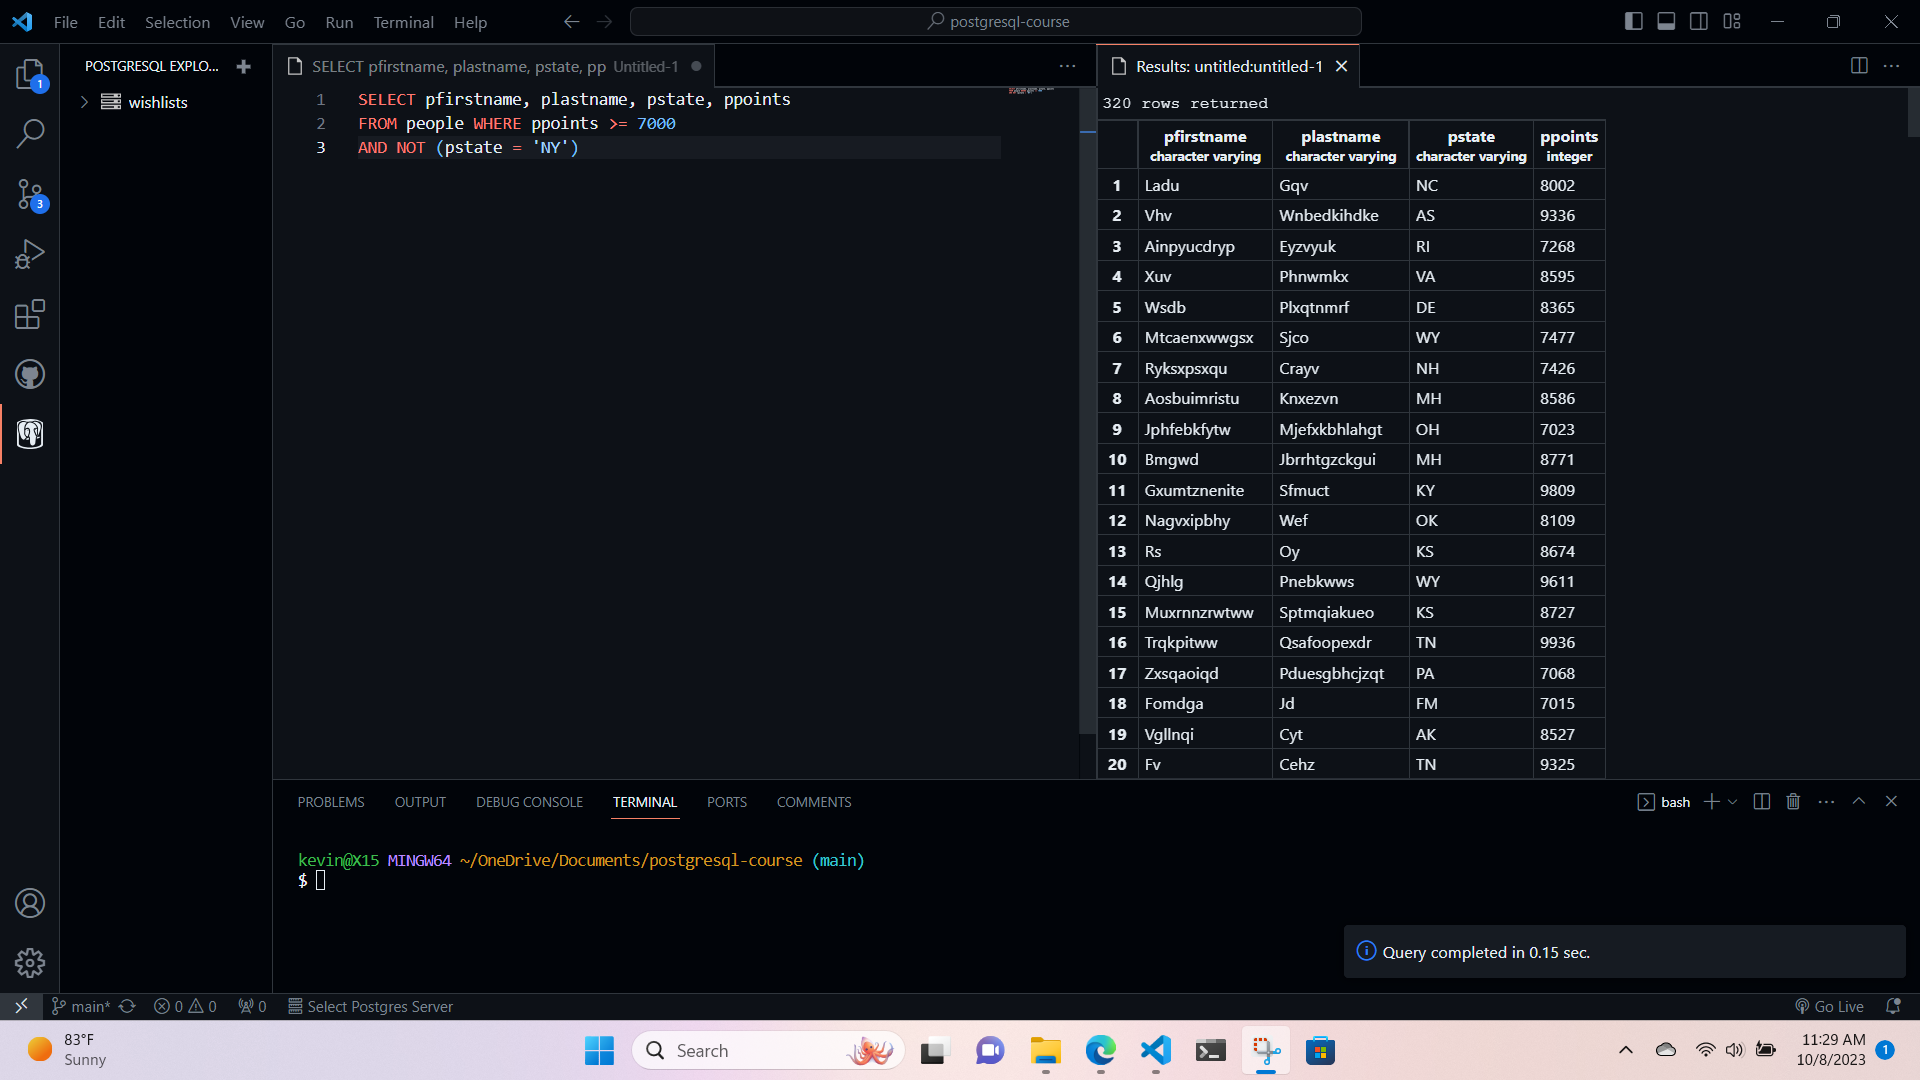 File Edit Selection View Go Run Terminal Help
postgresql-course
POSTGRESQL EXPLO...
wishlists
1
3
SELECT pfirstname, plastname, pstate, pp Untitled-1
1 SELECT pfirstname, plastname, pstate, ppoints
2 FROM people WHERE ppoints >= 7000
3 AND NOT (pstate = 'NY')
Results: untitled:untitled-1
320 rows returned
pfirstname plastname pstate ppoints
character varying character varying character varying integer
1 Ladu Gqv NC 8002
2 Vhv Wnbedkihdke AS 9336
3 Ainpyucdryp Eyzvyuk RI 7268
4 Xuv Phnwmkx VA 8595
5 Wsdb Plxqtnmrf DE 8365
6 Mtcaenxwwgsx Sjco WY 7477
7 Ryksxpsxqu Crayv NH 7426
8 Aosbuimristu Knxezvn MH 8586
9 Jphfebkfytw Mjefxkbhlahgt OH 7023
10 Bmgwd Jbrrhtgzckgui MH 8771
11 Gxumtznenite Sfmuct KY 9809
12 Nagvxipbhy Wef OK 8109
13 Rs Oy KS 8674
14 Qjhlg Pnebkwws WY 9611
15 Muxrnnzrwtww Sptmqiakueo KS 8727
16 Trqkpitww Qsafoopexdr TN 9936
17 Zxsqaoiqd Pduesgbhcjzqt PA 7068
18 Fomdga Jd FM 7015
19 Vgllnqi Cyt AK 8527
20 Fv Cehz TN 9325
PROBLEMS OUTPUT DEBUG CONSOLE TERMINAL PORTS COMMENTS
bash
kevin@X15 MINGW64 ~/OneDrive/Documents/postgresql-course (main)
$
Query completed in 0.15 sec.
main* 0 0 0 Select Postgres Server
Go Live
83°F
Sunny
Search
11:29 AM
10/8/2023
1